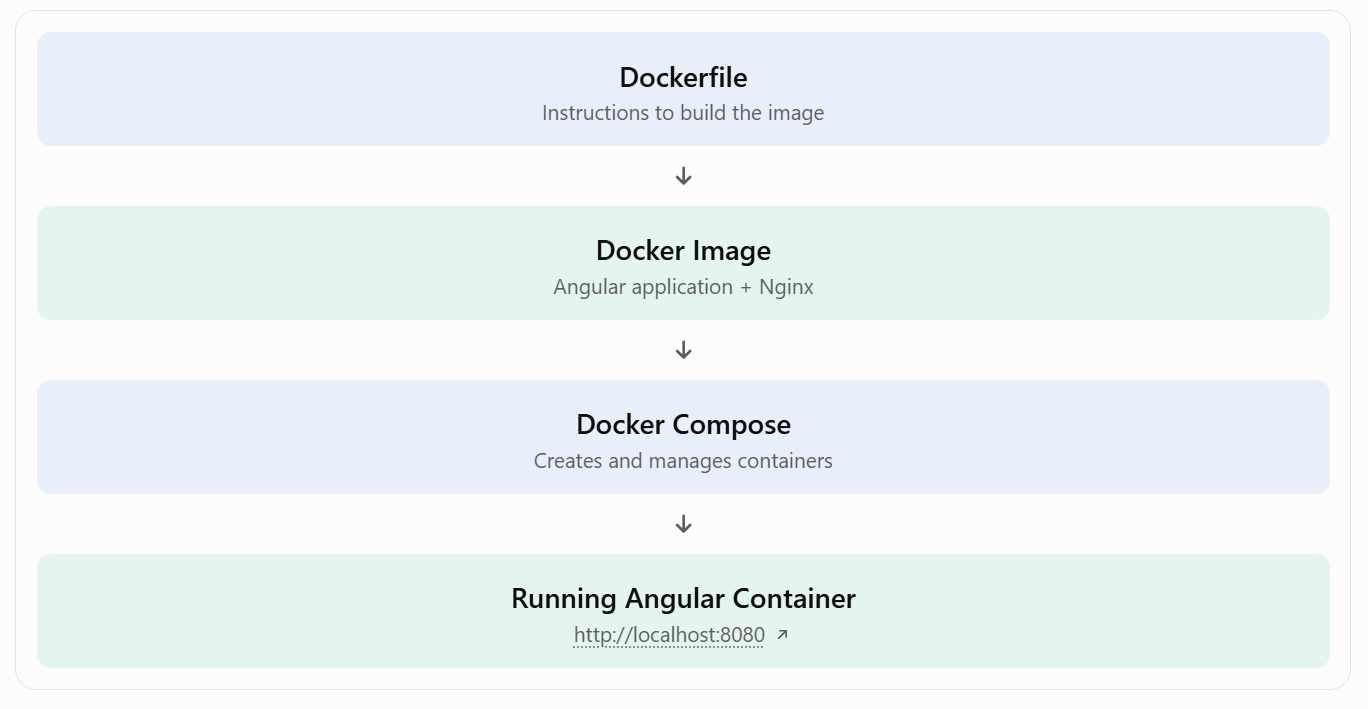 Dockerfile
Instructions to build the image
↓
Docker Image
Angular application + Nginx
↓
Docker Compose
Creates and manages containers
↓
Running Angular Container
http://localhost:8080 ↗